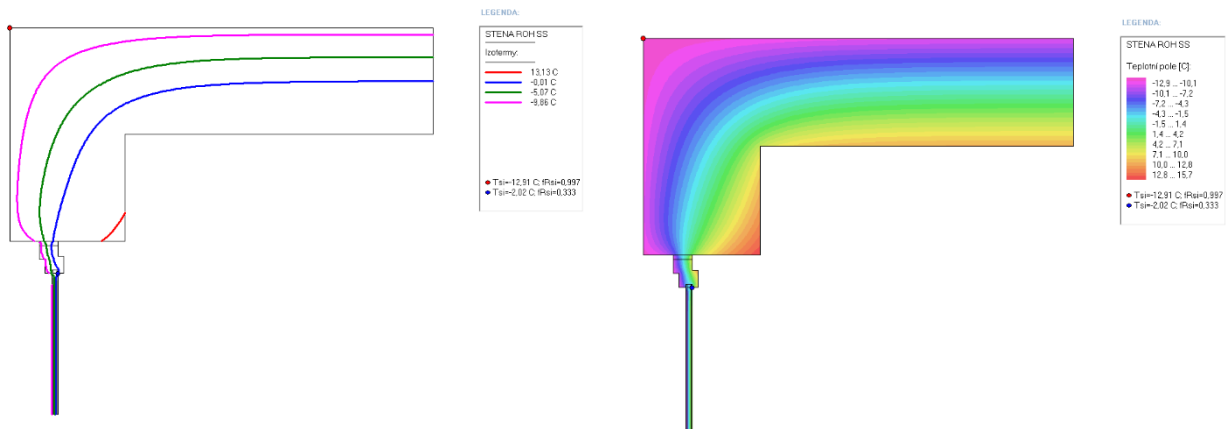 LEGENDA:
STENA ROH SS
Izotermy:
13,13 C
-0,01 C
-5,07 C
-9,86 C
Tsi=-12,91 C; fRsi=0,997
Tsi=-2,02 C; fRsi=0,333
LEGENDA:
STENA ROH SS
Teplotní pole [C]:
-12,9 ... -10,1
-10,1 ... -7,2
-7,2 ... -4,3
-4,3 ... -1,5
-1,5 ... 1,4
1,4 ... 4,2
4,2 ... 7,1
7,1 ... 10,0
10,0 ... 12,8
12,8 ... 15,7
Tsi=-12,91 C; fRsi=0,997
Tsi=-2,02 C; fRsi=0,333